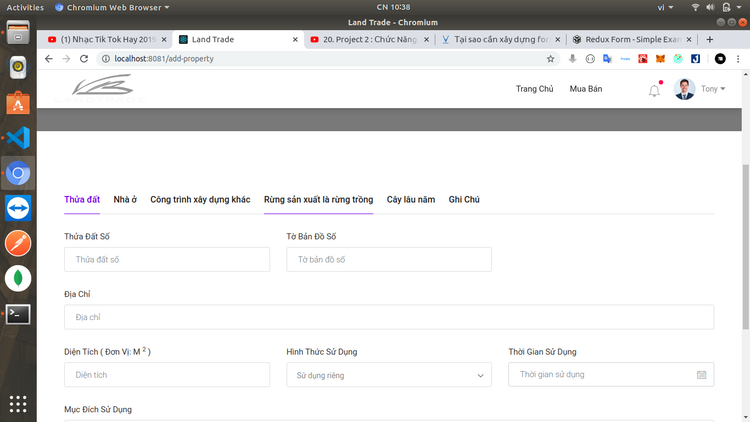 Activities Chromium Web Browser CN 10:38 vi
Land Trade - Chromium
(1) Nhạc Tik Tok Hay 2019 Land Trade 20. Project 2 : Chức Năng Tại sao cần xây dựng for Redux Form - Simple Exam
localhost:8081/add-property
Trang Chủ Mua Bán Tony
Thửa đất Nhà ở Công trình xây dựng khác Rừng sản xuất là rừng trồng Cây lâu năm Ghi Chú
Thửa Đất Số Tờ Bản Đồ Số
Thửa đất số Tờ bản đồ số
Địa Chỉ
Địa chỉ
Diện Tích ( Đơn Vị: M 2 ) Hình Thức Sử Dụng Thời Gian Sử Dụng
Diện tích Sử dụng riêng Thời gian sử dụng
Mục Đích Sử Dụng